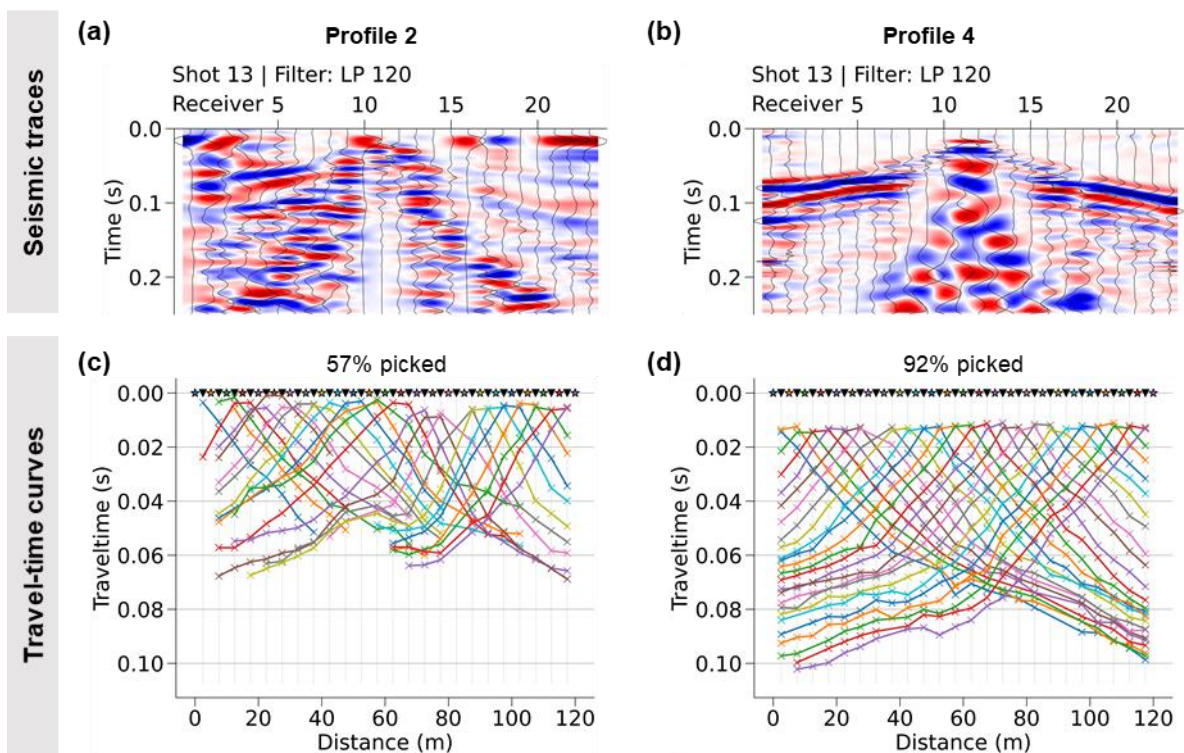 Seismic traces
(a)
Profile 2
Shot 13 | Filter: LP 120
Receiver 5 10 15 20
0.0
0.1
0.2
Time (s)
(b)
Profile 4
Shot 13 | Filter: LP 120
Receiver 5 10 15 20
0.0
0.1
0.2
Time (s)
Travel-time curves
(c)
57% picked
0.00
0.02
0.04
0.06
0.08
0.10
Traveltime (s)
0 20 40 60 80 100 120
Distance (m)
(d)
92% picked
0.00
0.02
0.04
0.06
0.08
0.10
Traveltime (s)
0 20 40 60 80 100 120
Distance (m)